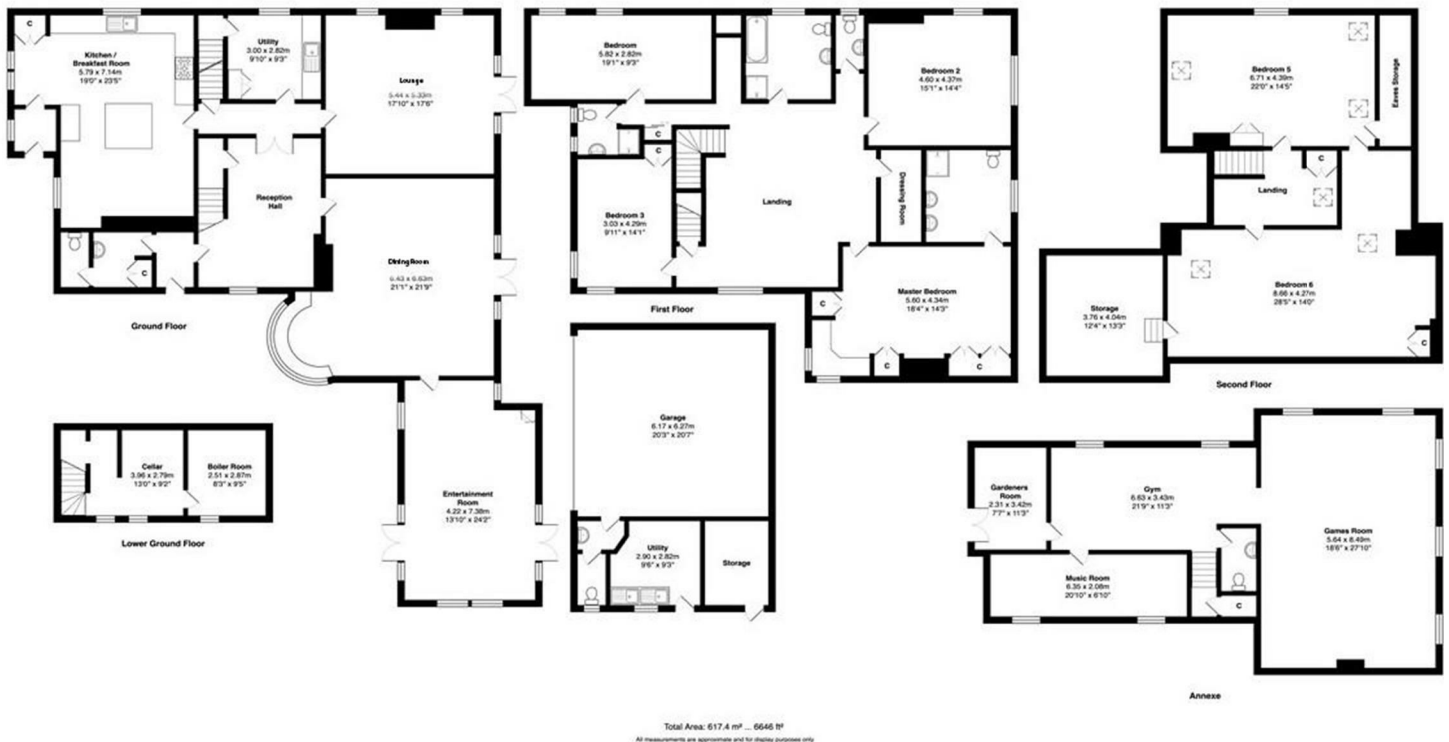 C
Kitchen /
Breakfast Room
5.79 x 7.14m
19'0" x 23'5"
Utility
3.00 x 2.82m
9'10" x 9'3"
Lounge
5.44 x 5.33m
17'10" x 17'6"
Reception
Hall
C
Dining Room
6.43 x 6.63m
21'1" x 21'9"
Ground Floor
Entertainment
Room
4.22 x 7.38m
13'10" x 24'2"
Cellar
3.96 x 2.79m
13'0" x 9'2"
Boiler Room
2.51 x 2.87m
8'3" x 9'5"
Lower Ground Floor
Bedroom
5.82 x 2.82m
19'1" x 9'3"
Bedroom 2
4.60 x 4.37m
15'1" x 14'4"
C
C
Bedroom 3
3.03 x 4.29m
9'11" x 14'1"
Landing
Dressing Room
Master Bedroom
5.60 x 4.34m
18'4" x 14'3"
C
C
C
First Floor
Garage
6.17 x 6.27m
20'3" x 20'7"
Utility
2.90 x 2.82m
9'6" x 9'3"
Storage
Bedroom 5
6.71 x 4.39m
22'0" x 14'5"
Eaves Storage
C
Landing
Bedroom 6
8.66 x 4.27m
28'5" x 14'0"
C
Storage
3.76 x 4.04m
12'4" x 13'3"
Second Floor
Gardeners
Room
2.31 x 3.42m
7'7" x 11'3"
Gym
6.63 x 3.43m
21'9" x 11'3"
Games Room
5.64 x 8.49m
18'6" x 27'10"
Music Room
6.35 x 2.08m
20'10" x 6'10"
C
Annexe
Total Area: 617.4 m² ... 6646 ft²
All measurements are approximate and for display purposes only